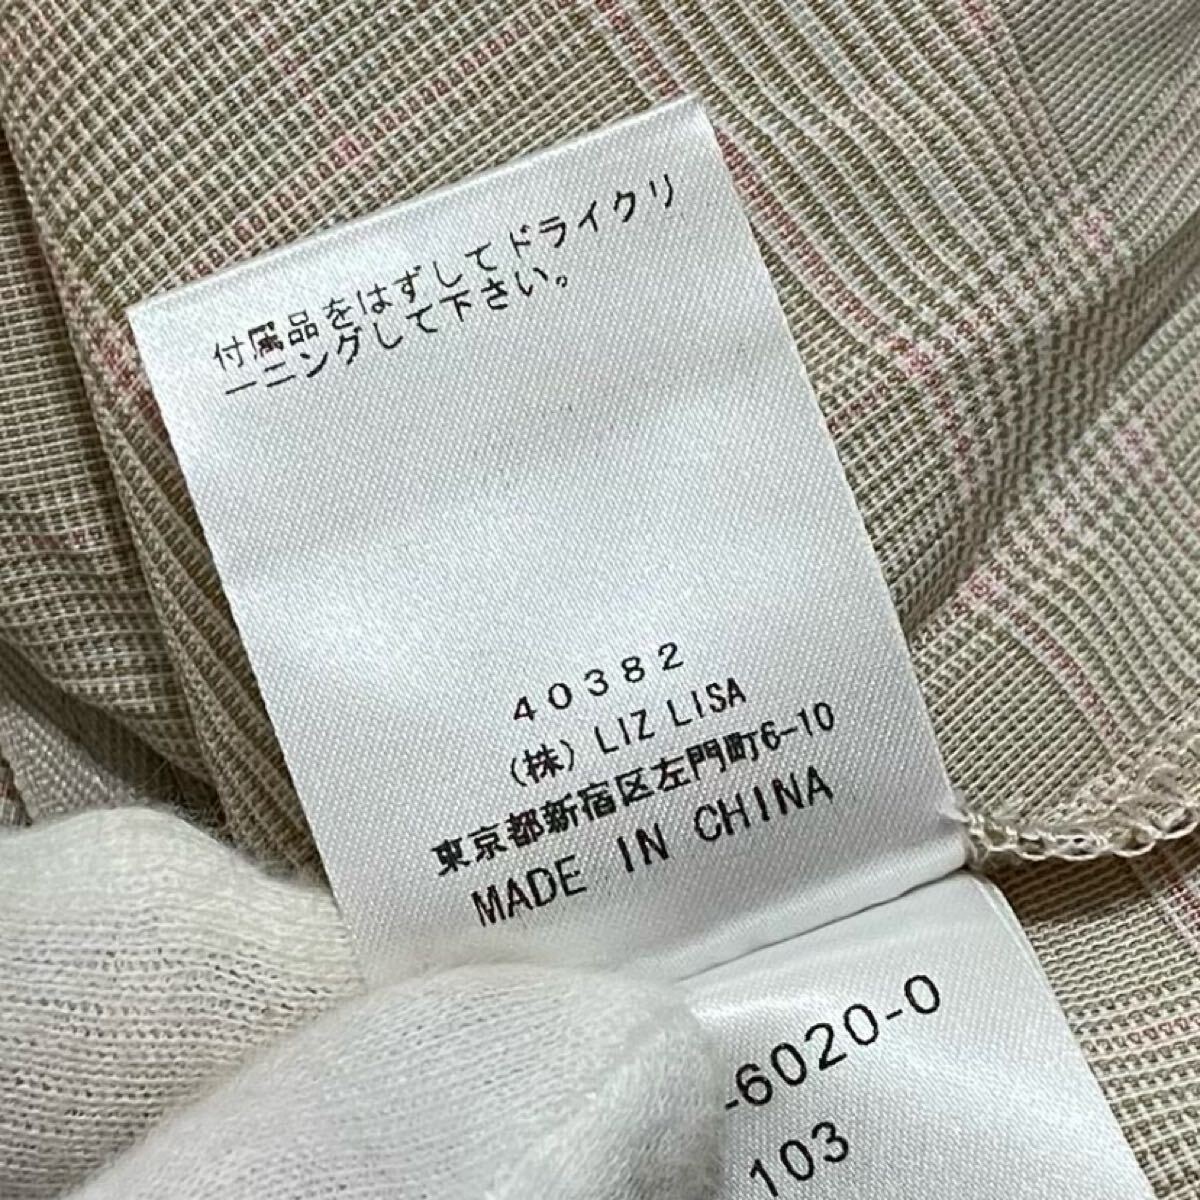 付属品をはずしてドライクリ
ーニングして下さい。
40382
(株) LIZ LISA
東京都新宿区左門町6-10
MADE IN CHINA
-6020-0
103